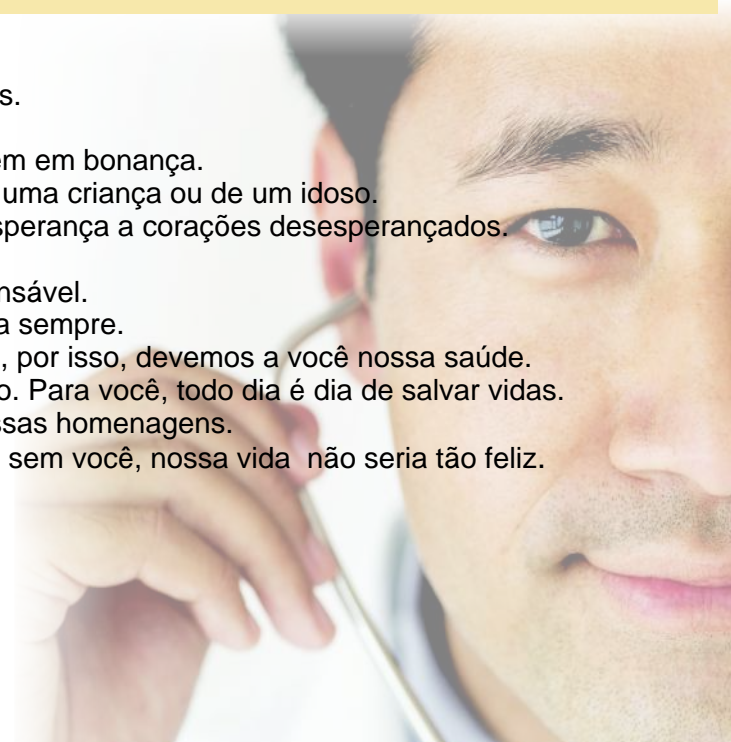 s.
em em bonança.
uma criança ou de um idoso.
sperança a corações desesperançados.
nsável.
a sempre.
, por isso, devemos a você nossa saúde.
o. Para você, todo dia é dia de salvar vidas.
ssas homenagens.
sem você, nossa vida não seria tão feliz.